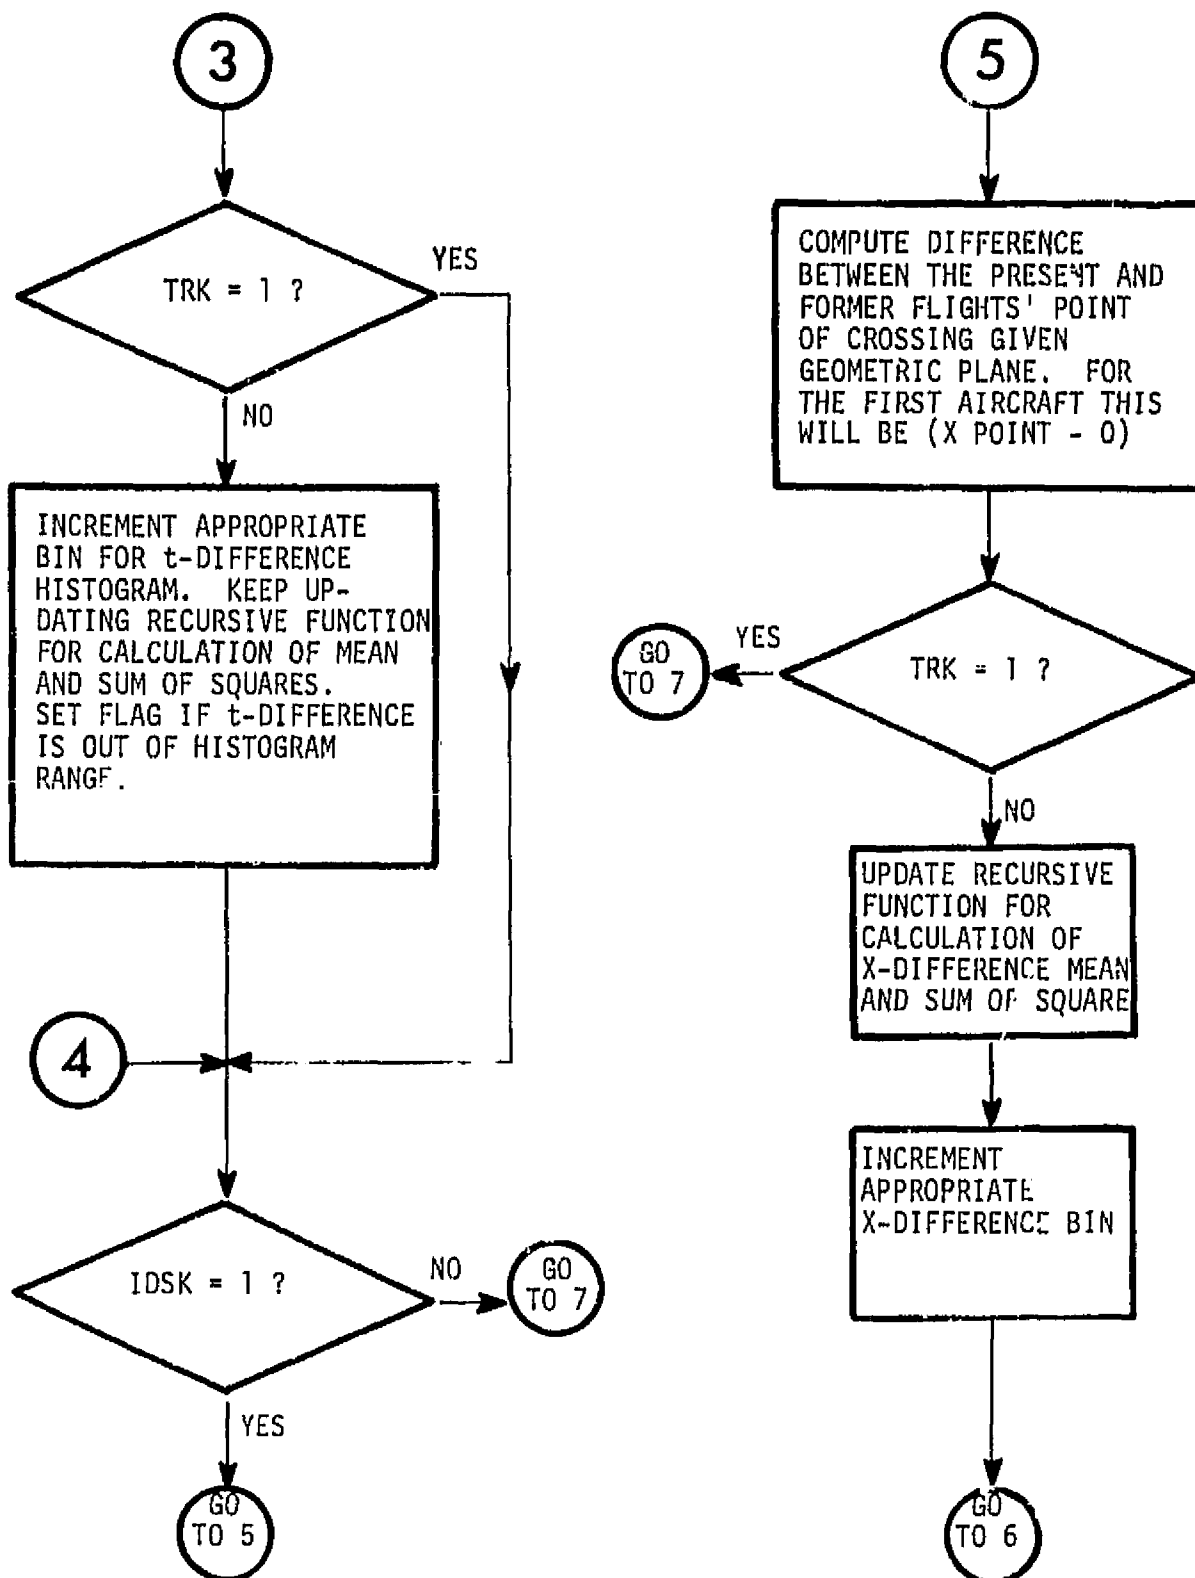 3
TRK = 1 ?
YES
NO
INCREMENT APPROPRIATE
BIN FOR t-DIFFERENCE
HISTOGRAM. KEEP UP-
DATING RECURSIVE FUNCTION
FOR CALCULATION OF MEAN
AND SUM OF SQUARES.
SET FLAG IF t-DIFFERENCE
IS OUT OF HISTOGRAM
RANGE.
4
IDSK = 1 ?
NO
GO
TO 7
YES
GO
TO 5
5
COMPUTE DIFFERENCE
BETWEEN THE PRESENT AND
FORMER FLIGHTS' POINT
OF CROSSING GIVEN
GEOMETRIC PLANE. FOR
THE FIRST AIRCRAFT THIS
WILL BE (X POINT - 0)
TRK = 1 ?
YES
GO
TO 7
NO
UPDATE RECURSIVE
FUNCTION FOR
CALCULATION OF
X-DIFFERENCE MEAN
AND SUM OF SQUARE
INCREMENT
APPROPRIATE
X-DIFFERENCE BIN
GO
TO 6